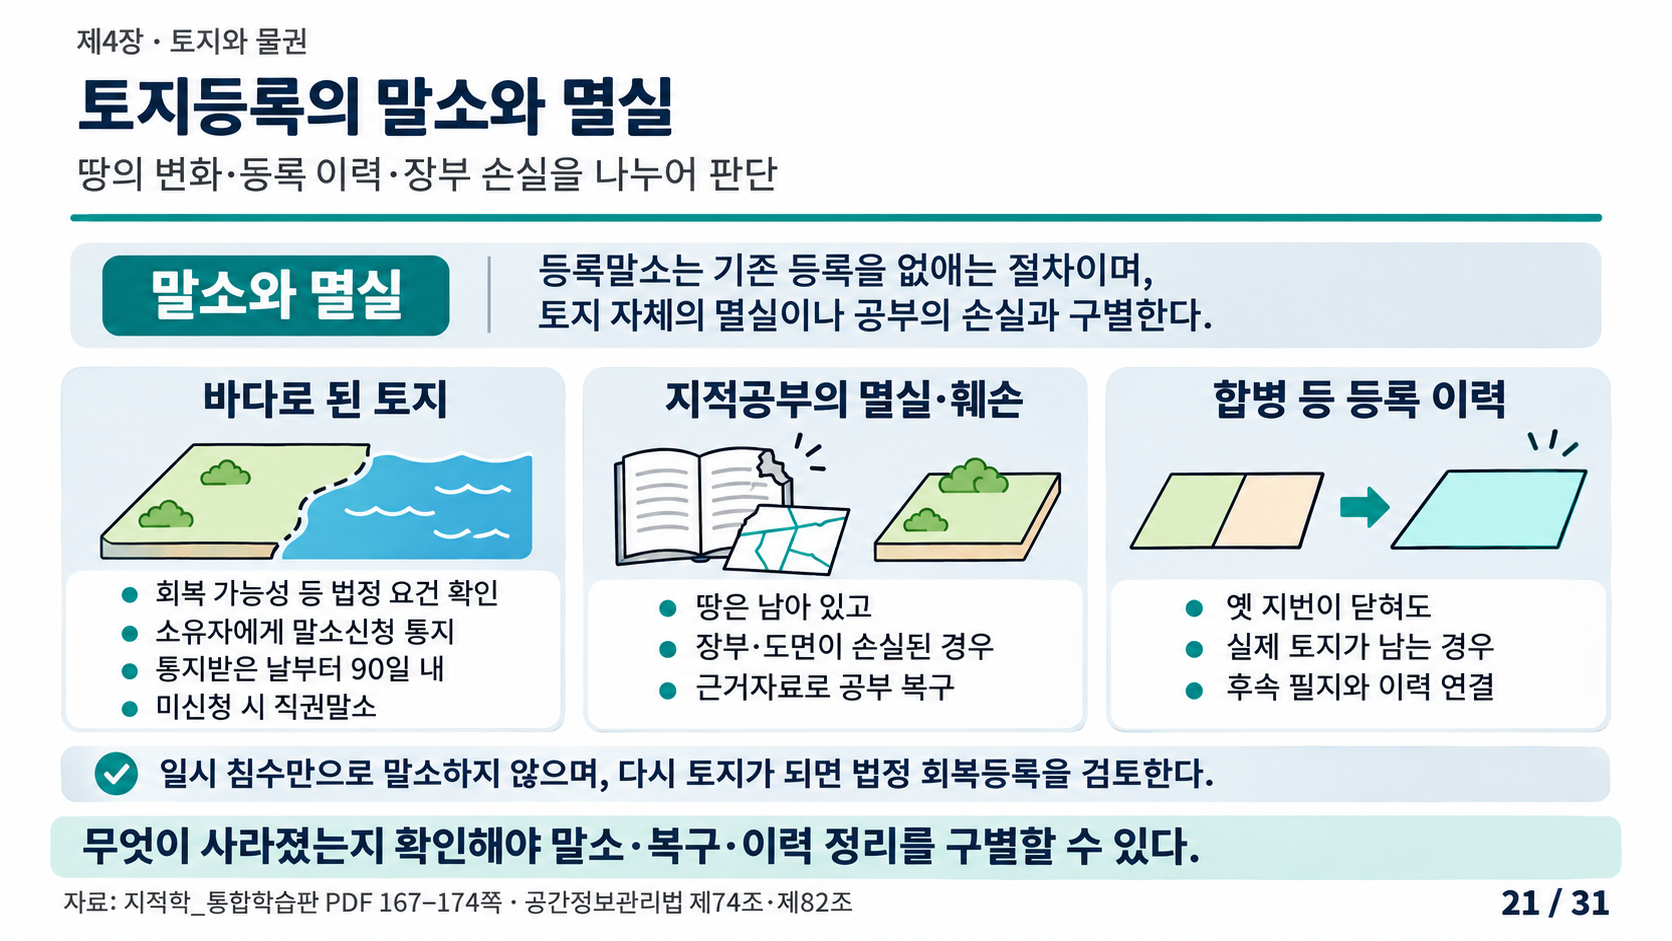 제4장 · 토지와 물권
토지등록의 말소와 멸실
땅의 변화·동록 이력·장부 손실을 나누어 판단
말소와 멸실
등록말소는 기존 등록을 없애는 절차이며,
토지 자체의 멸실이나 공부의 손실과 구별한다.
바다로 된 토지
회복 가능성 등 법정 요건 확인
소유자에게 말소신청 통지
통지받은 날부터 90일 내
미신청 시 직권말소
지적공부의 멸실·훼손
땅은 남아 있고
장부·도면이 손실된 경우
근거자료로 공부 복구
합병 등 등록 이력
옛 지번이 닫혀도
실제 토지가 남는 경우
후속 필지와 이력 연결
일시 침수만으로 말소하지 않으며, 다시 토지가 되면 법정 회복등록을 검토한다.
무엇이 사라졌는지 확인해야 말소·복구·이력 정리를 구별할 수 있다.
자료: 지적학_통합학습판 PDF 167–174쪽 · 공간정보관리법 제74조·제82조
21 / 31